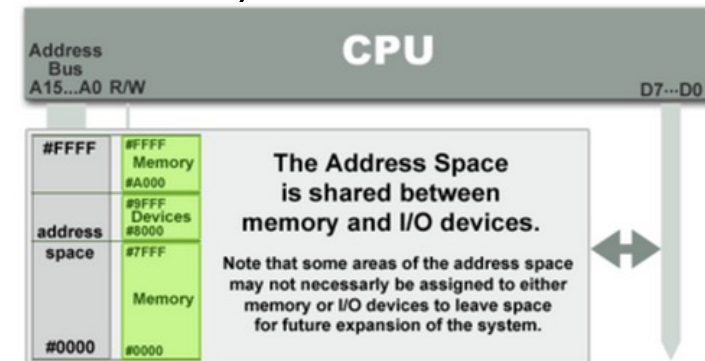 CPU
Address
Bus
A15...A0 R/W
D7...D0
#FFFF
address
space
#0000
#FFFF
Memory
#A000
#9FFF
Devices
#8000
#7FFF
Memory
#0000
The Address Space
is shared between
memory and I/O devices.
Note that some areas of the address space
may not necessarly be assigned to either
memory or I/O devices to leave space
for future expansion of the system.